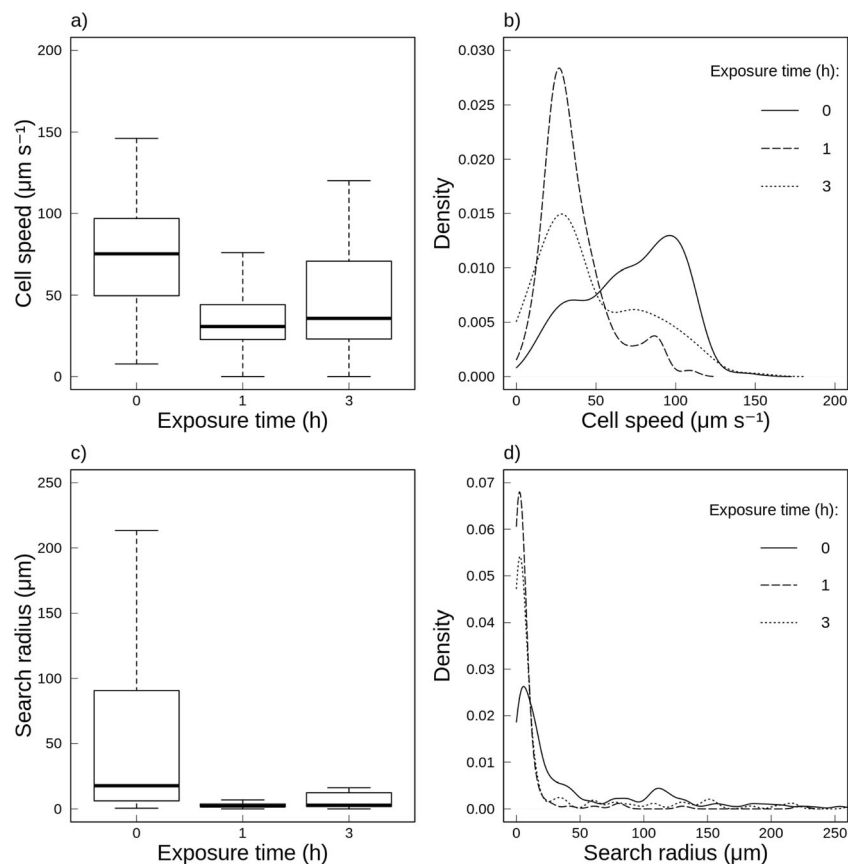 a)
200
150
100
50
0
Cell speed (μm s⁻¹)
0 1 3
Exposure time (h)
b)
0.030
0.025
0.020
0.015
0.010
0.005
0.000
Density
Exposure time (h):
0
1
3
0 50 100 150 200
Cell speed (μm s⁻¹)
c)
250
200
150
100
50
0
Search radius (μm)
0 1 3
Exposure time (h)
d)
0.07
0.06
0.05
0.04
0.03
0.02
0.01
0.00
Density
Exposure time (h):
0
1
3
0 50 100 150 200 250
Search radius (μm)